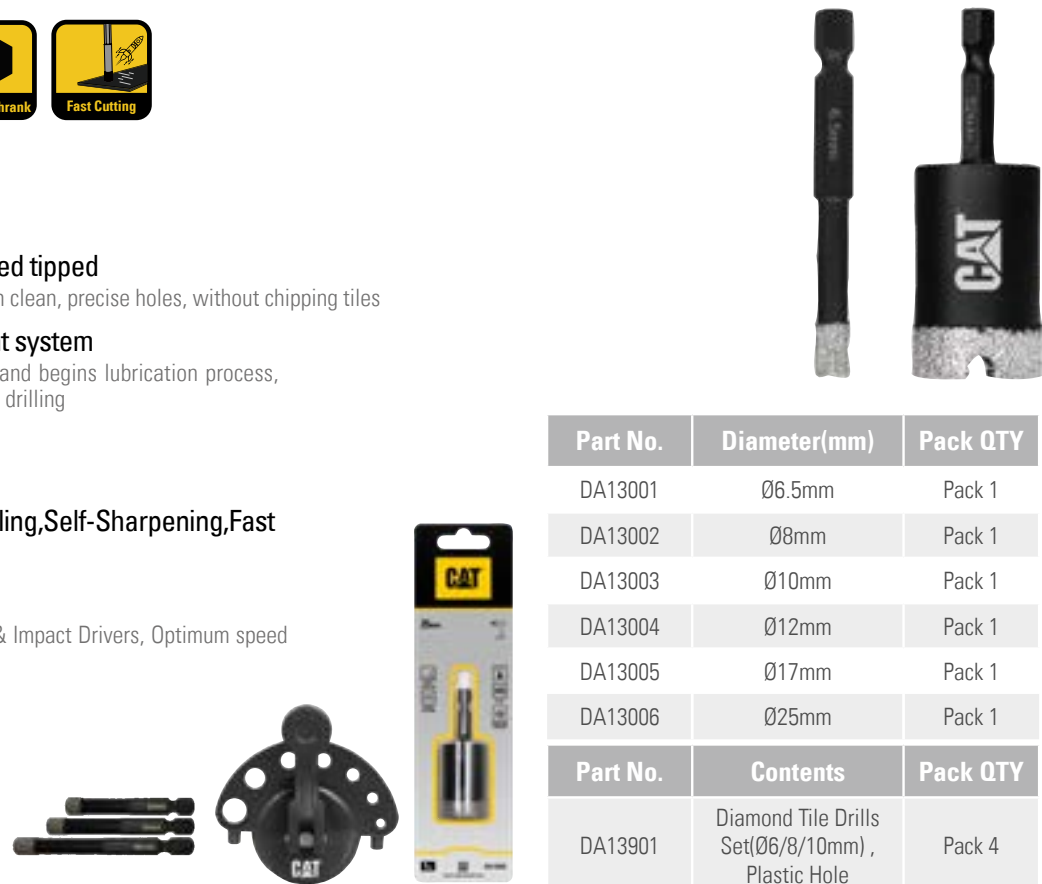 hrank
Fast Cutting
ed tipped
n clean, precise holes, without chipping tiles
t system
and begins lubrication process,
drilling
ling,Self-Sharpening,Fast
& Impact Drivers, Optimum speed
CAT
CAT
CAT
Part No. Diameter(mm) Pack QTY
DA13001 Ø6.5mm Pack 1
DA13002 Ø8mm Pack 1
DA13003 Ø10mm Pack 1
DA13004 Ø12mm Pack 1
DA13005 Ø17mm Pack 1
DA13006 Ø25mm Pack 1
Part No. Contents Pack QTY
DA13901 Diamond Tile Drills
Set(Ø6/8/10mm) ,
Plastic Hole
Pack 4